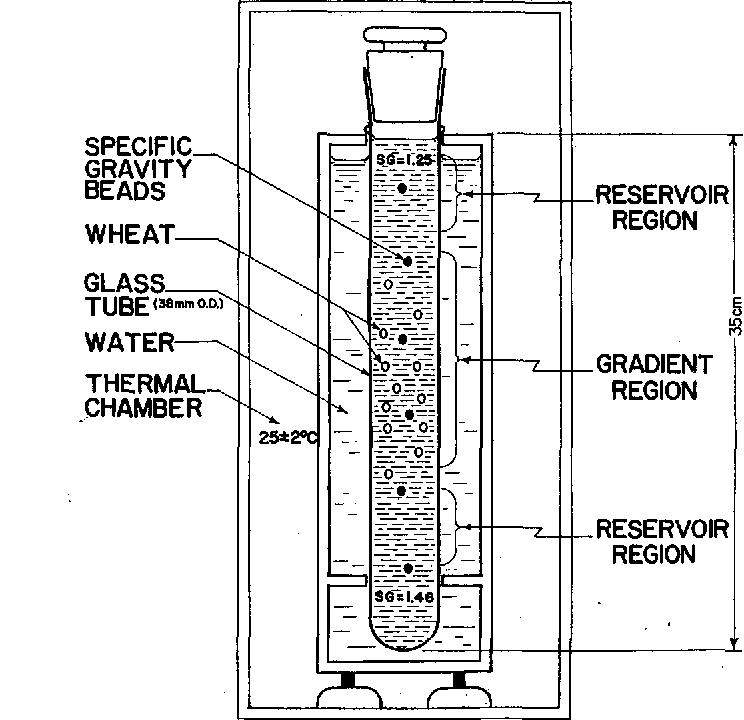 SPECIFIC
GRAVITY
BEADS
WHEAT
GLASS
TUBE (38mm O.D.)
WATER
THERMAL
CHAMBER
25±2°C
SG=1.25
SG=1.46
RESERVOIR
REGION
GRADIENT
REGION
RESERVOIR
REGION
35cm